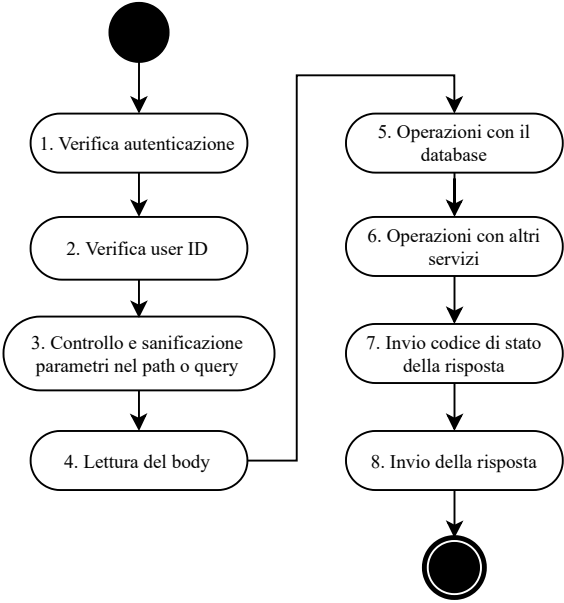 1. Verifica autenticazione
2. Verifica user ID
3. Controllo e sanificazione
parametri nel path o query
4. Lettura del body
5. Operazioni con il
database
6. Operazioni con altri
servizi
7. Invio codice di stato
della risposta
8. Invio della risposta